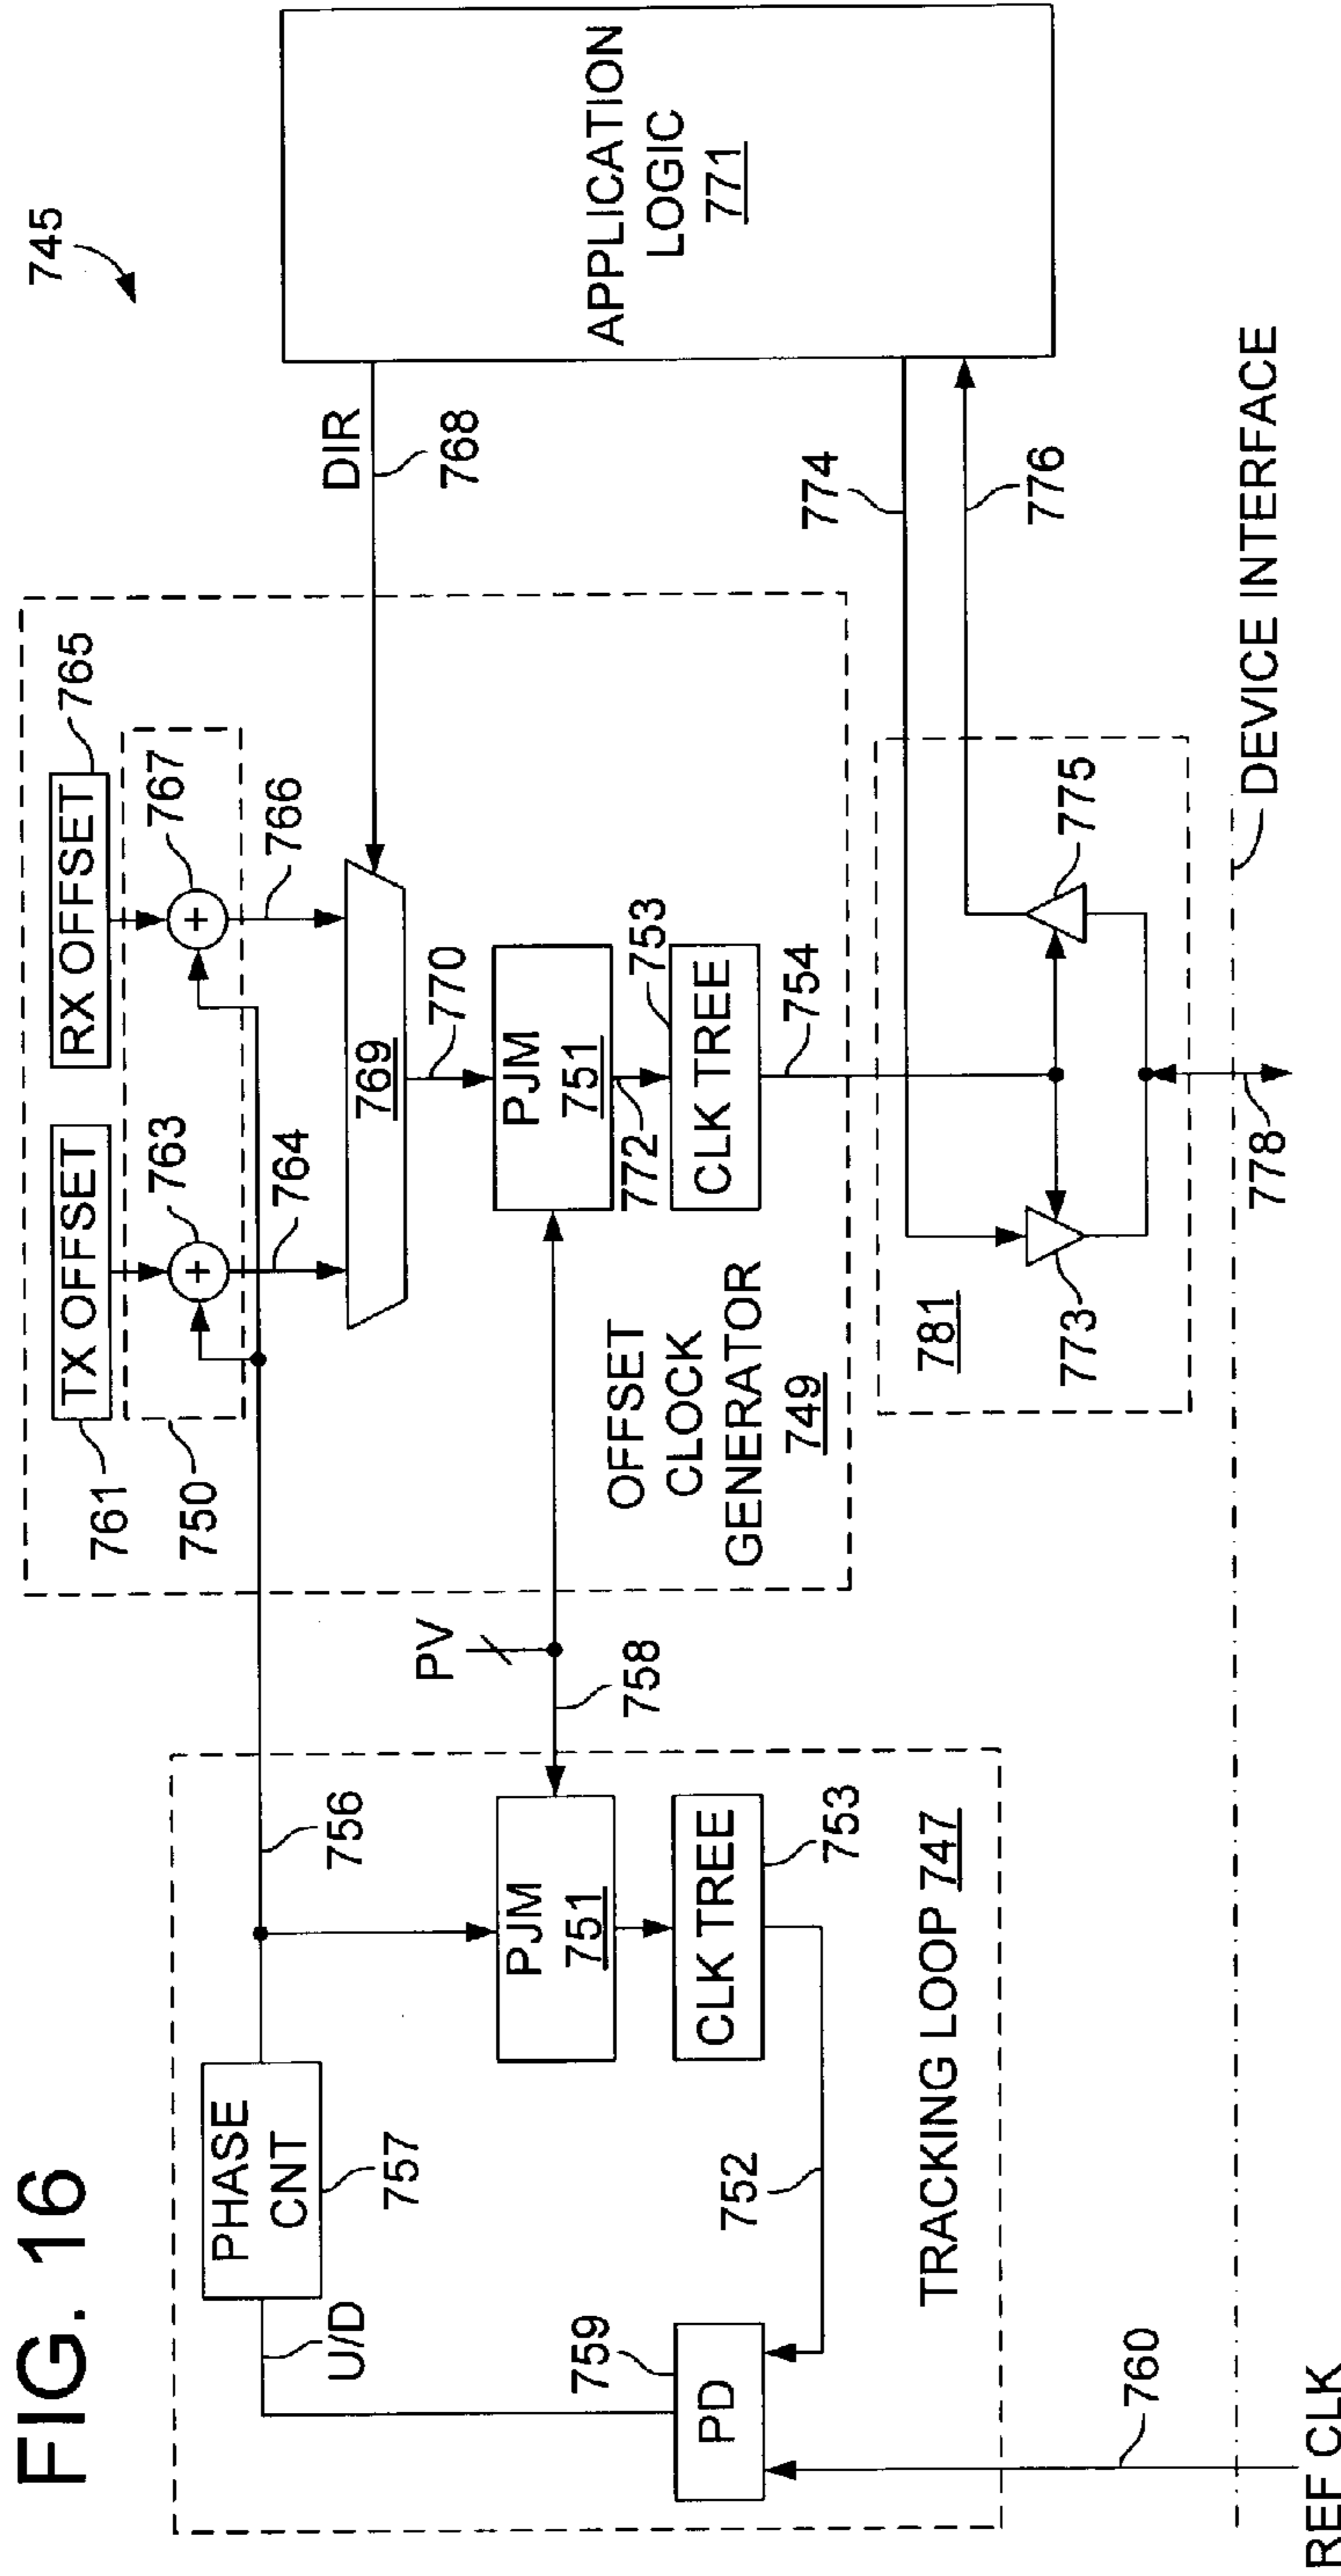 FIG. 16
745
TX OFFSET
RX OFFSET
761
765
750
763
767
764
766
769
DIR
768
APPLICATION
LOGIC
771
PHASE
CNT
757
U/D
756
PV
758
770
PJM
751
PJM
751
772
753
CLK TREE
CLK TREE
753
754
OFFSET
CLOCK
GENERATOR
749
752
759
PD
TRACKING LOOP 747
774
776
781
773
775
760
REF CLK
778
DEVICE INTERFACE